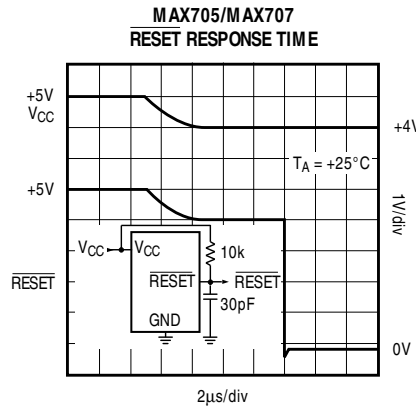 MAX705/MAX707
RESET RESPONSE TIME
+5V
VCC
+4V
TA = +25°C
+5V
1V/div
VCC
VCC
10k
RESET
RESET
RESET
30pF
GND
0V
2µs/div